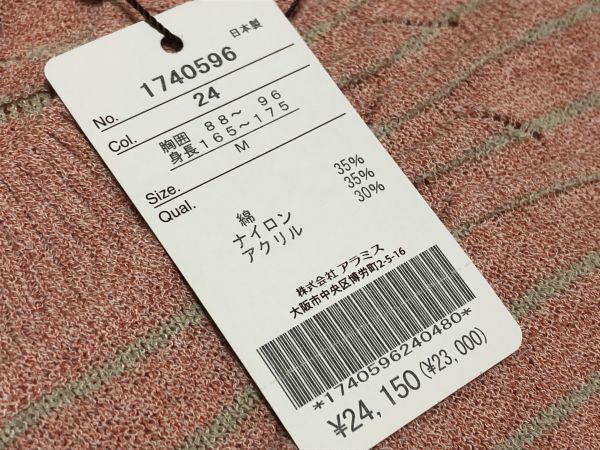 日本製
No. 1740596
Col. 24
胸囲 88～ 96
身長165～175
Size. M
Qual.
綿 35%
ナイロン 35%
アクリル 30%
株式会社 アラミス
大阪市中央区博労町2-5-16
*1740596240480*
¥24,150(¥23,000)